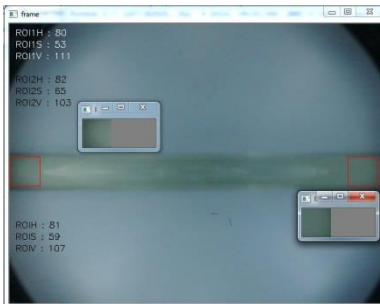 frame
ROI1H : 80
ROI1S : 53
ROI1V : 111
ROI2H : 82
ROI2S : 65
ROI2V : 103
ROIH : 81
ROIS : 59
ROIV : 107